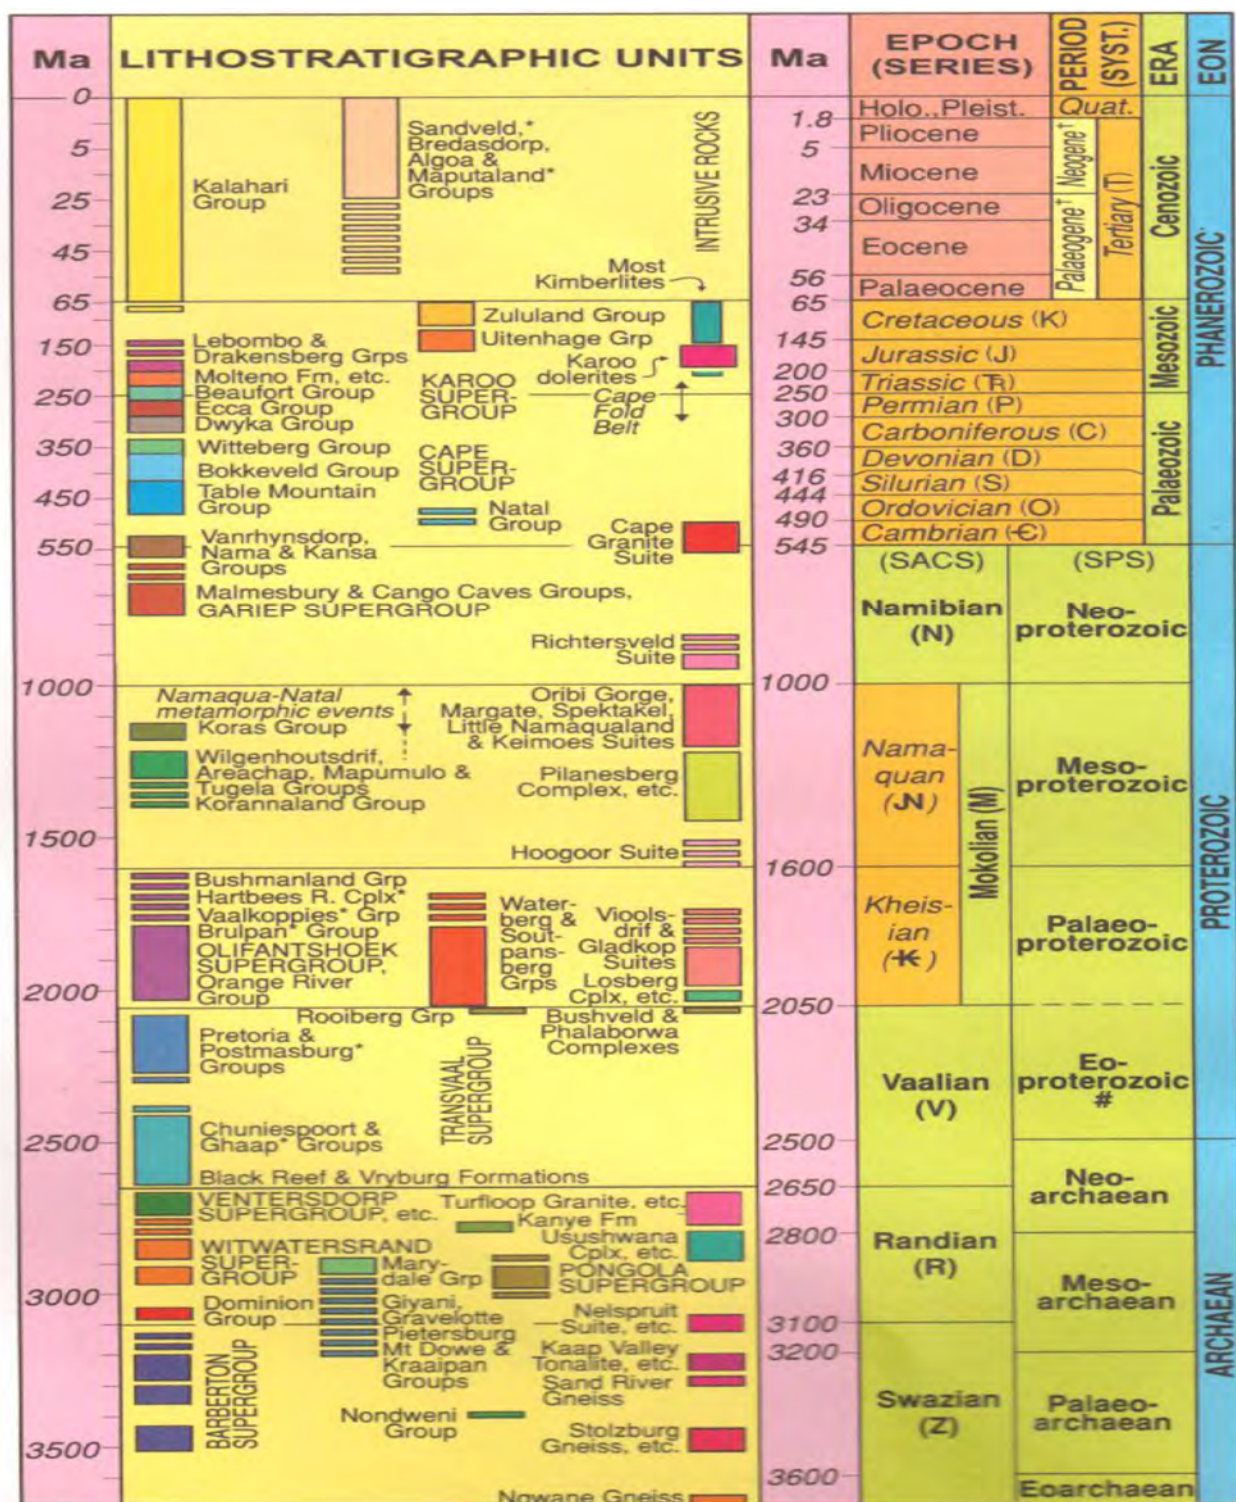 Ma
LITHOSTRATIGRAPHIC UNITS
Ma
EPOCH
(SERIES)
PERIOD
(SYST.)
ERA
EON
0
5
25
45
65
150
250
350
450
550
1000
1500
2000
2500
3000
3500
Kalahari
Group
Sandveld,*
Bredasdorp,
Algoa &
Maputaland*
Groups
INTRUSIVE ROCKS
Most
Kimberlites
Zululand Group
Uitenhage Grp
Lebombo &
Drakensberg Grps
Molteno Fm, etc.
Beaufort Group
Ecca Group
Dwyka Group
KAROO
SUPER-
GROUP
Karoo
dolerites
Cape
Fold
Belt
Witteberg Group
Bokkeveld Group
Table Mountain
Group
CAPE
SUPER-
GROUP
Natal
Group
Cape
Granite
Suite
Vanrhynsdorp,
Nama & Kansa
Groups
Malmesbury & Cango Caves Groups,
GARIEP SUPERGROUP
Richtersveld
Suite
Namaqua-Natal
metamorphic events
Koras Group
Oribi Gorge,
Margate, Spektakel,
Little Namaqualand
& Keimoes Suites
Wilgenhoutsdrif,
Areachap, Mapumulo &
Tugela Groups
Korannaland Group
Pilanesberg
Complex, etc.
Hoogoor Suite
Bushmanland Grp
Hartbees R. Cplx*
Vaalkoppies* Grp
Brulpan* Group
OLIFANTSHOEK
SUPERGROUP,
Orange River
Group
Water-
berg &
Sout-
pans-
berg
Grps
Viools-
drif &
Gladkop
Suites
Losberg
Cplx, etc.
Rooiberg Grp
Bushveld &
Phalaborwa
Complexes
Pretoria &
Postmasburg*
Groups
TRANSVAAL
SUPERGROUP
Chuniespoort &
Ghaap* Groups
Black Reef & Vryburg Formations
VENTERSDORP
SUPERGROUP, etc.
Turfloop Granite, etc.
Kanye Fm
Usushwana
Cplx, etc.
WITWATERSRAND
SUPER-
GROUP
Mary-
dale Grp
PONGOLA
SUPERGROUP
Dominion
Group
Giyani,
Gravelotte
Pietersburg
Mt Dowe &
Kraaipan
Groups
Nelspruit
Suite, etc.
Kaap Valley
Tonalite, etc.
Sand River
Gneiss
BARBERTON
SUPERGROUP
Nondweni
Group
Stolzburg
Gneiss, etc.
Ngwane Gneiss
1.8
5
23
34
56
65
145
200
250
300
360
416
444
490
545
1000
1600
2050
2500
2650
2800
3100
3200
3600
Holo.,Pleist.
Quat.
Pliocene
Miocene
Oligocene
Eocene
Palaeocene
Neogene†
Palaeogene†
Tertiary (T)
Cenozoic
Cretaceous (K)
Jurassic (J)
Triassic (TR)
Mesozoic
Permian (P)
Carboniferous (C)
Devonian (D)
Silurian (S)
Ordovician (O)
Cambrian (Є)
Palaeozoic
PHANEROZOIC
(SACS)
(SPS)
Namibian
(N)
Neo-
proterozoic
Nama-
quan
(JN)
Mokolian (M)
Meso-
proterozoic
Kheis-
ian
(K)
Palaeo-
proterozoic
PROTEROZOIC
Vaalian
(V)
Eo-
proterozoic
#
Neo-
archaean
Randian
(R)
Meso-
archaean
Swazian
(Z)
Palaeo-
archaean
Eoarchaean
ARCHAEAN